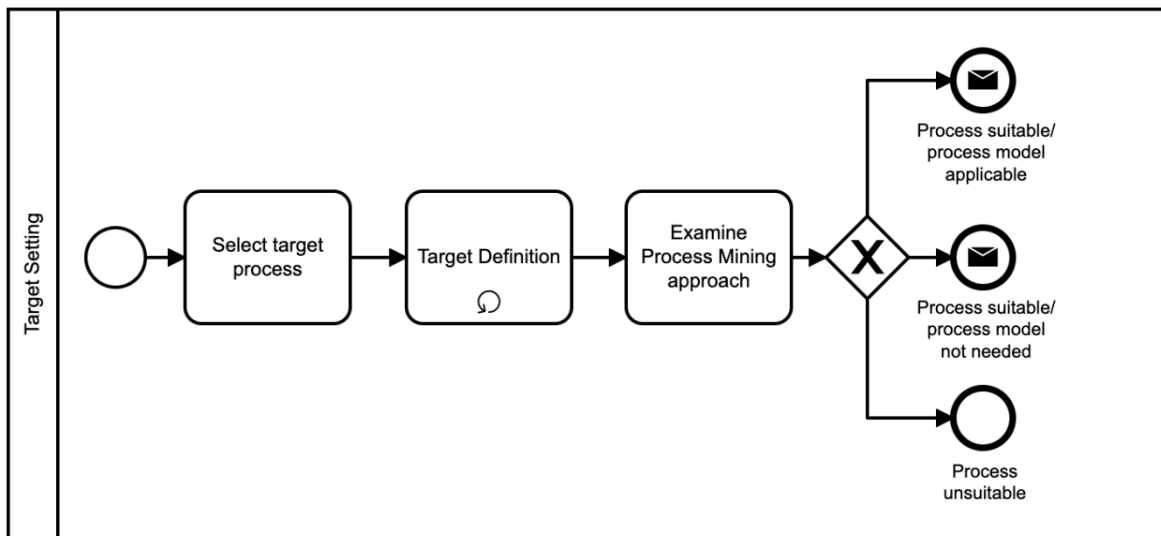 Target Setting
Select target
process
Target Definition
Examine
Process Mining
approach
X
Process suitable/
process model
applicable
Process suitable/
process model
not needed
Process
unsuitable